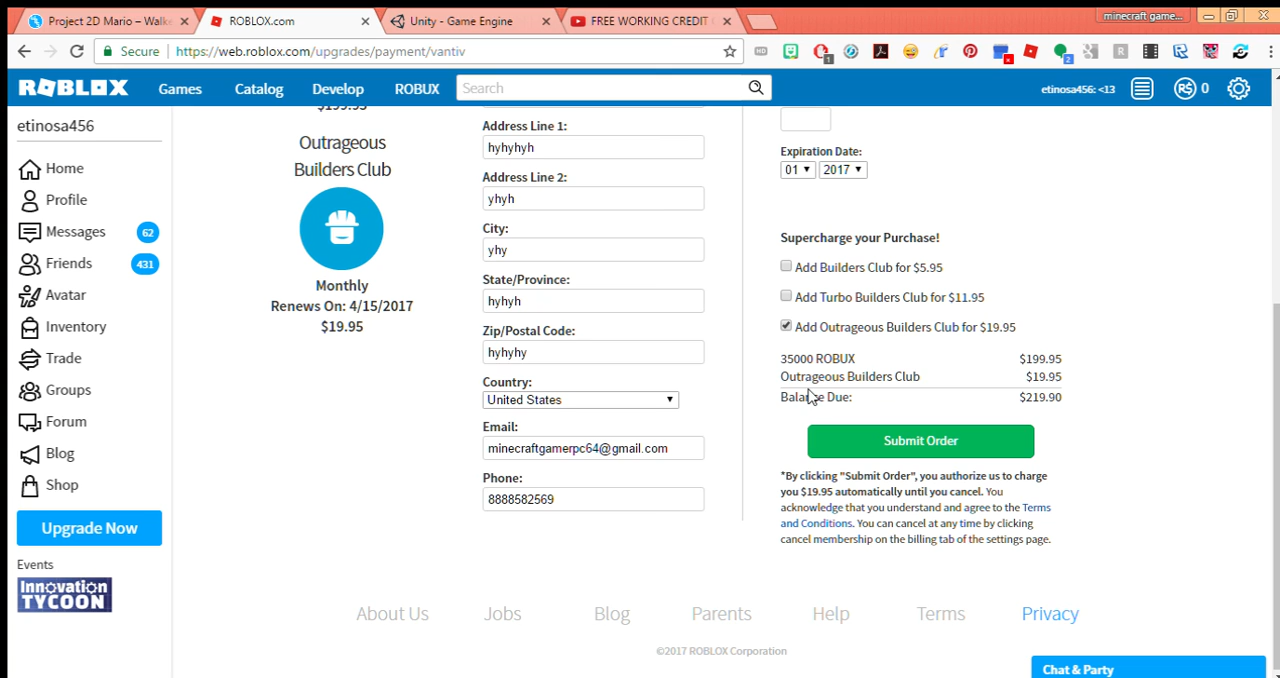 Project 2D Mario – Walk
ROBLOX.com
Unity - Game Engine
FREE WORKING CREDIT
minecraft game...
Secure
https://web.roblox.com/upgrades/payment/vantiv
ROBLOX
Games
Catalog
Develop
ROBUX
Search
etinosa456: <13
R$ 0
etinosa456
Home
Profile
Messages
62
Friends
431
Avatar
Inventory
Trade
Groups
Forum
Blog
Shop
Upgrade Now
Events
Innovation
TYCOON
$199.95
Outrageous
Builders Club
Monthly
Renews On: 4/15/2017
$19.95
Address Line 1:
hyhyhyh
Address Line 2:
yhyh
City:
yhy
State/Province:
hyhyh
Zip/Postal Code:
hyhyhy
Country:
United States
Email:
minecraftgamerpc64@gmail.com
Phone:
8888582569
Expiration Date:
01 2017
Supercharge your Purchase!
Add Builders Club for $5.95
Add Turbo Builders Club for $11.95
Add Outrageous Builders Club for $19.95
35000 ROBUX $199.95
Outrageous Builders Club $19.95
Balance Due: $219.90
Submit Order
*By clicking "Submit Order", you authorize us to charge
you $19.95 automatically until you cancel. You
acknowledge that you understand and agree to the Terms
and Conditions. You can cancel at any time by clicking
cancel membership on the billing tab of the settings page.
About Us
Jobs
Blog
Parents
Help
Terms
Privacy
©2017 ROBLOX Corporation
Chat & Party